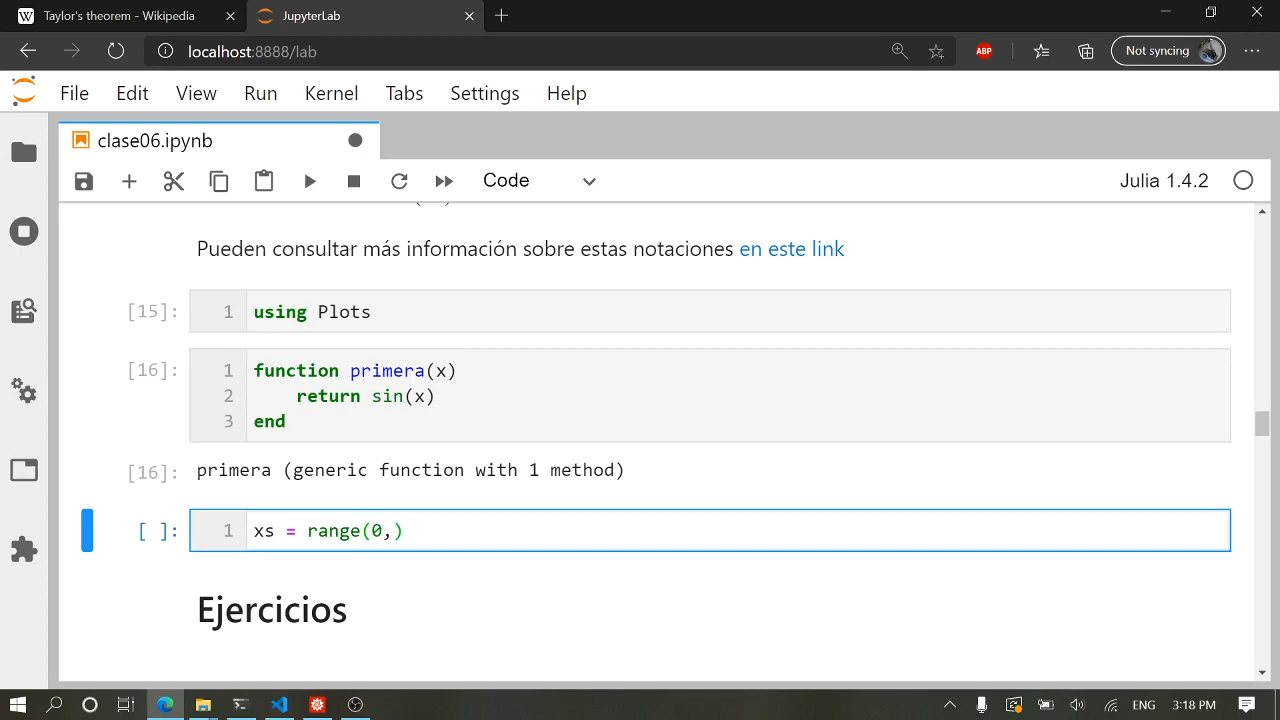 W Taylor's theorem - Wikipedia
JupyterLab
localhost:8888/lab
ABP
Not syncing
File Edit View Run Kernel Tabs Settings Help
clase06.ipynb
Code
Julia 1.4.2
Pueden consultar más información sobre estas notaciones en este link
[15]: 1 using Plots
[16]: 1 function primera(x)
2 return sin(x)
3 end
[16]: primera (generic function with 1 method)
[ ]: 1 xs = range(0,)
Ejercicios
ENG 3:18 PM